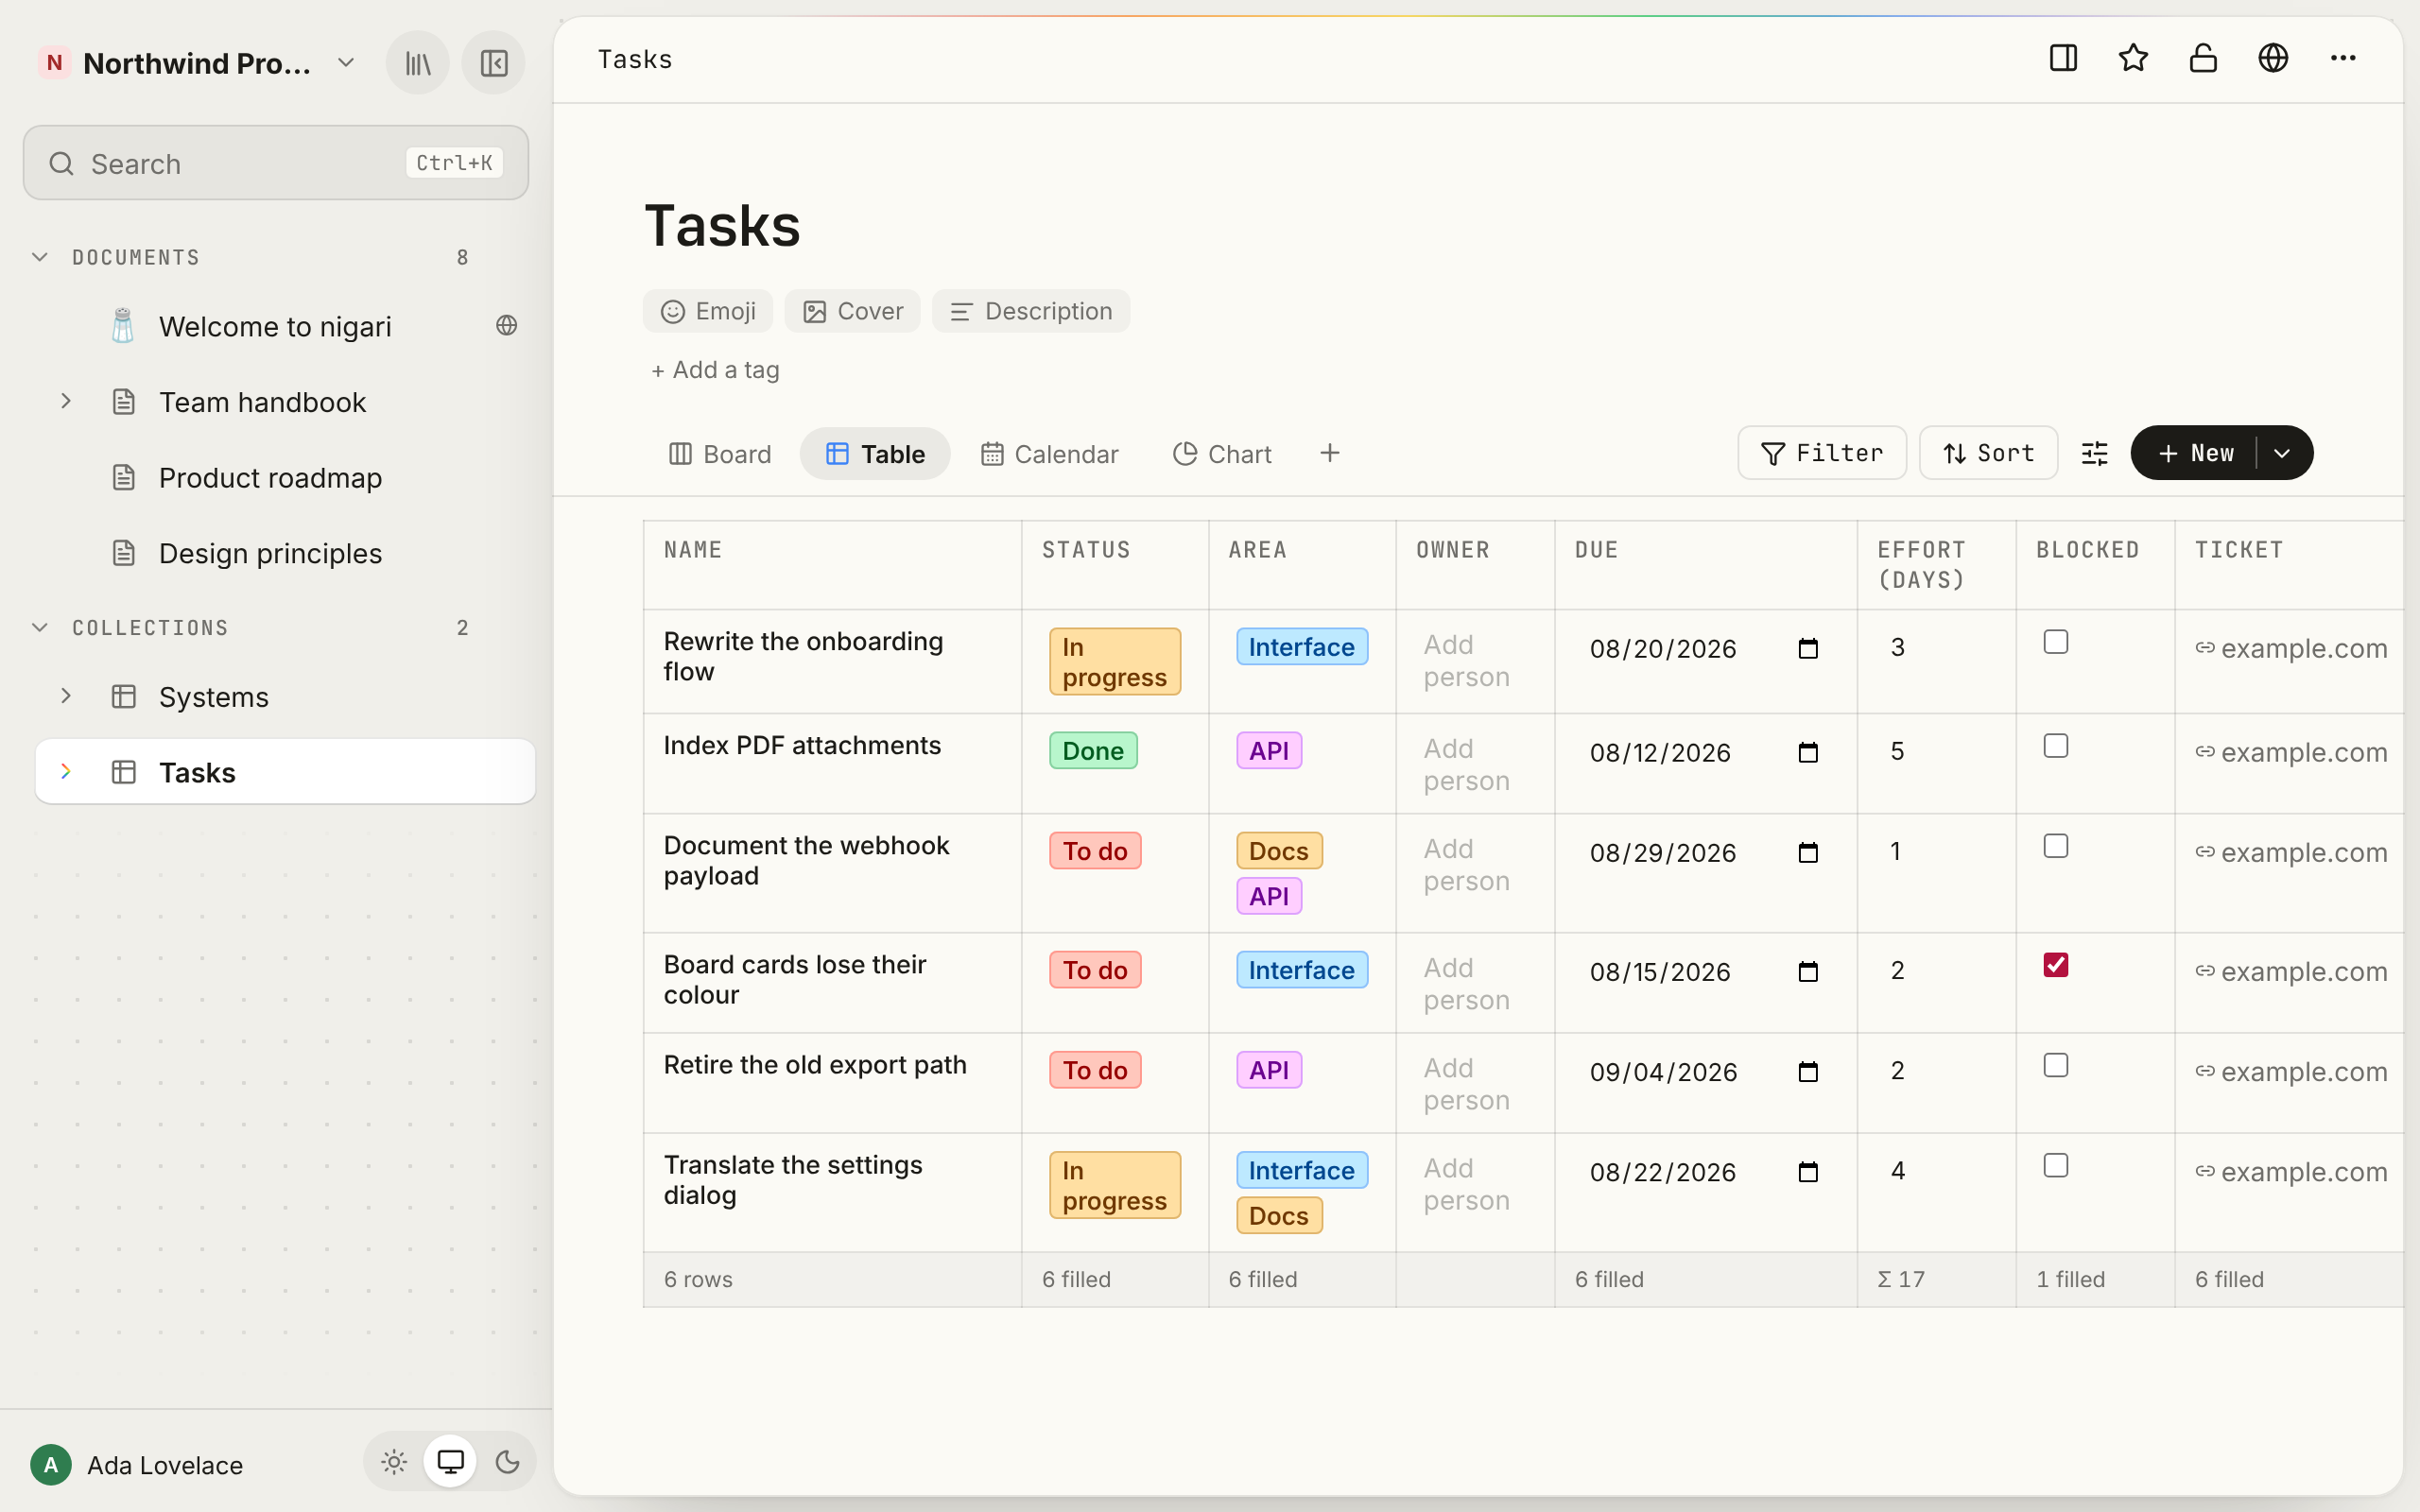 N Northwind Pro...
Search Ctrl+K
DOCUMENTS 8
Welcome to nigari
Team handbook
Product roadmap
Design principles
COLLECTIONS 2
Systems
Tasks
A Ada Lovelace
Tasks
Tasks
Emoji Cover Description
+ Add a tag
Board Table Calendar Chart +
Filter Sort + New
NAME STATUS AREA OWNER DUE EFFORT (DAYS) BLOCKED TICKET
Rewrite the onboarding flow In progress Interface Add person 08/20/2026 3 example.com
Index PDF attachments Done API Add person 08/12/2026 5 example.com
Document the webhook payload To do Docs API Add person 08/29/2026 1 example.com
Board cards lose their colour To do Interface Add person 08/15/2026 2 example.com
Retire the old export path To do API Add person 09/04/2026 2 example.com
Translate the settings dialog In progress Interface Docs Add person 08/22/2026 4 example.com
6 rows 6 filled 6 filled 6 filled Σ 17 1 filled 6 filled